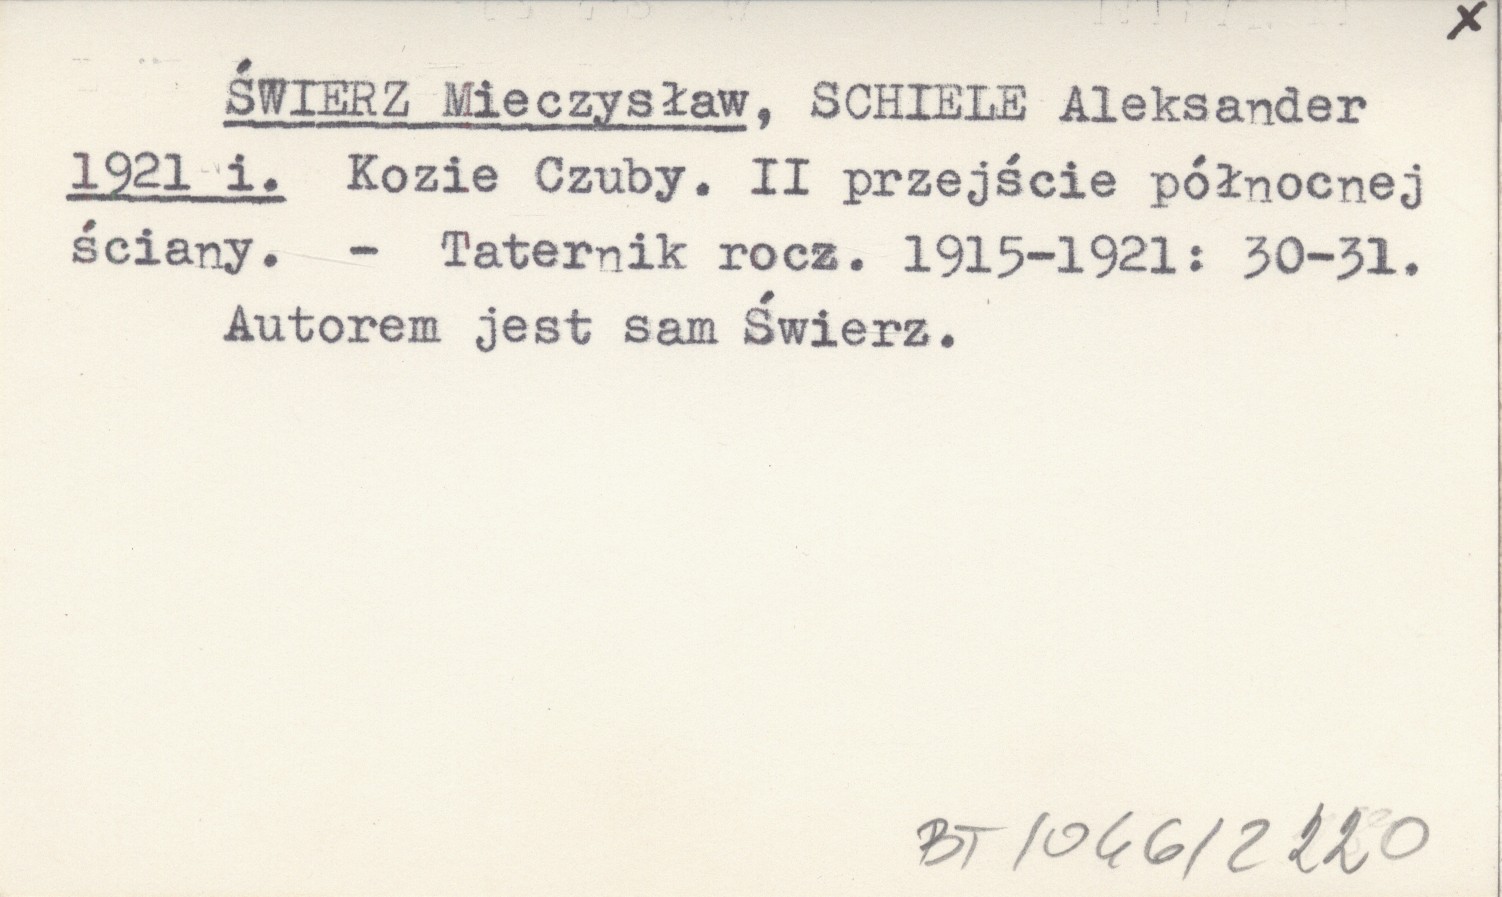 x
ŚWIERZ Mieczysław, SCHIELE Aleksander
1921 i. Kozie Czuby. II przejście północnej
ściany. - Taternik rocz. 1915-1921: 30-31.
Autorem jest sam Świerz.
BT/046/2220